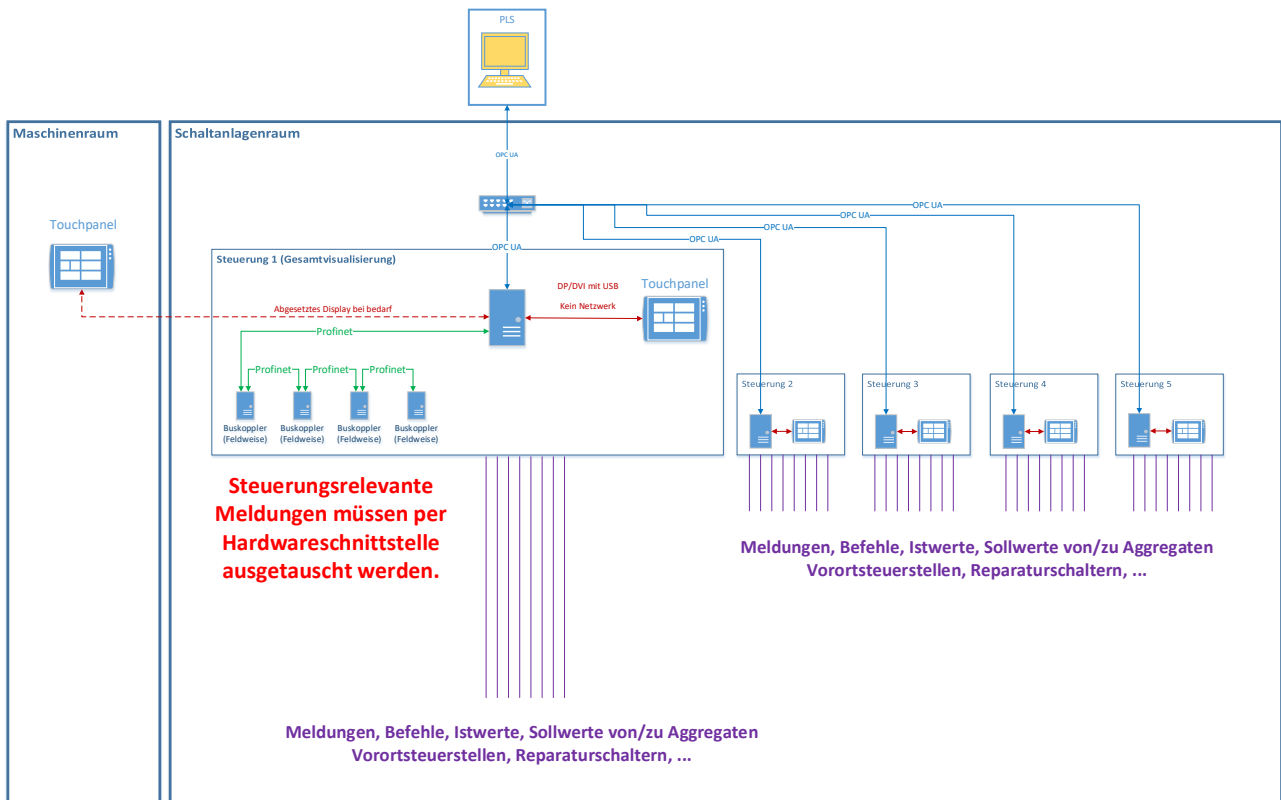 PLS
Maschinenraum
Schaltanlagenraum
OPC UA
Touchpanel
OPC UA
OPC UA
OPC UA
OPC UA
OPC UA
Steuerung 1 (Gesamtvisualisierung)
DP/DVI mit USB
Kein Netzwerk
Touchpanel
Abgesetztes Display bei bedarf
Profinet
Profinet
Profinet
Profinet
Buskoppler
(Feldweise)
Buskoppler
(Feldweise)
Buskoppler
(Feldweise)
Buskoppler
(Feldweise)
Steuerung 2
Steuerung 3
Steuerung 4
Steuerung 5
Steuerungsrelevante
Meldungen müssen per
Hardwareschnittstelle
ausgetauscht werden.
Meldungen, Befehle, Istwerte, Sollwerte von/zu Aggregaten
Vorortsteuerstellen, Reparaturschaltern, ...
Meldungen, Befehle, Istwerte, Sollwerte von/zu Aggregaten
Vorortsteuerstellen, Reparaturschaltern, ...